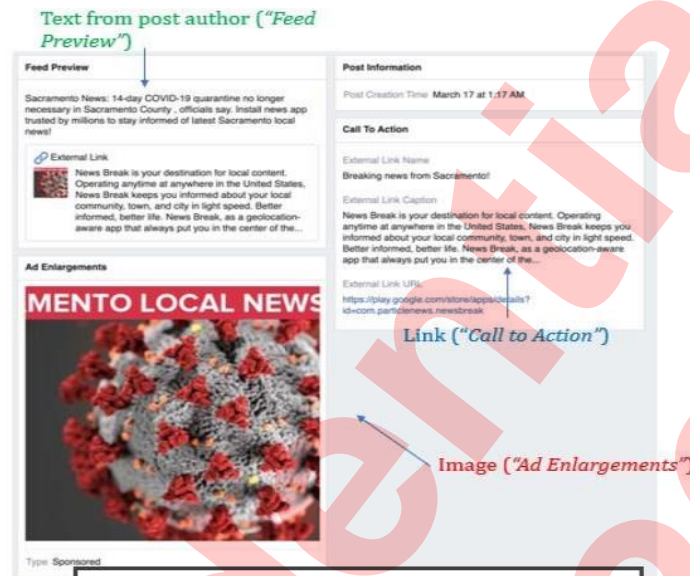 Text from post author ("Feed
Preview")
Feed Preview
Sacramento News: 14-day COVID-19 quarantine no longer
necessary in Sacramento County , officials say. Install news app
trusted by millions to stay informed of latest Sacramento local
news!
External Link
News Break is your destination for local content.
Operating anytime at anywhere in the United States,
News Break keeps you informed about your local
community, town, and city in light speed. Better
informed, better life. News Break, as a geolocation-
aware app that always put you in the center of the...
Post Information
Post Creation Time March 17 at 1:17 AM
Call To Action
External Link Name
Breaking news from Sacramento!
External Link Caption
News Break is your destination for local content. Operating
anytime at anywhere in the United States, News Break keeps you
informed about your local community, town, and city in light speed.
Better informed, better life. News Break, as a geolocation-aware
app that always put you in the center of the...
External Link URL
https://play.google.com/store/apps/details?
id=com.particlenews.newsbreak
Link ("Call to Action")
Ad Enlargements
MENTO LOCAL NEWS
Image ("Ad Enlargements")
Type Sponsored